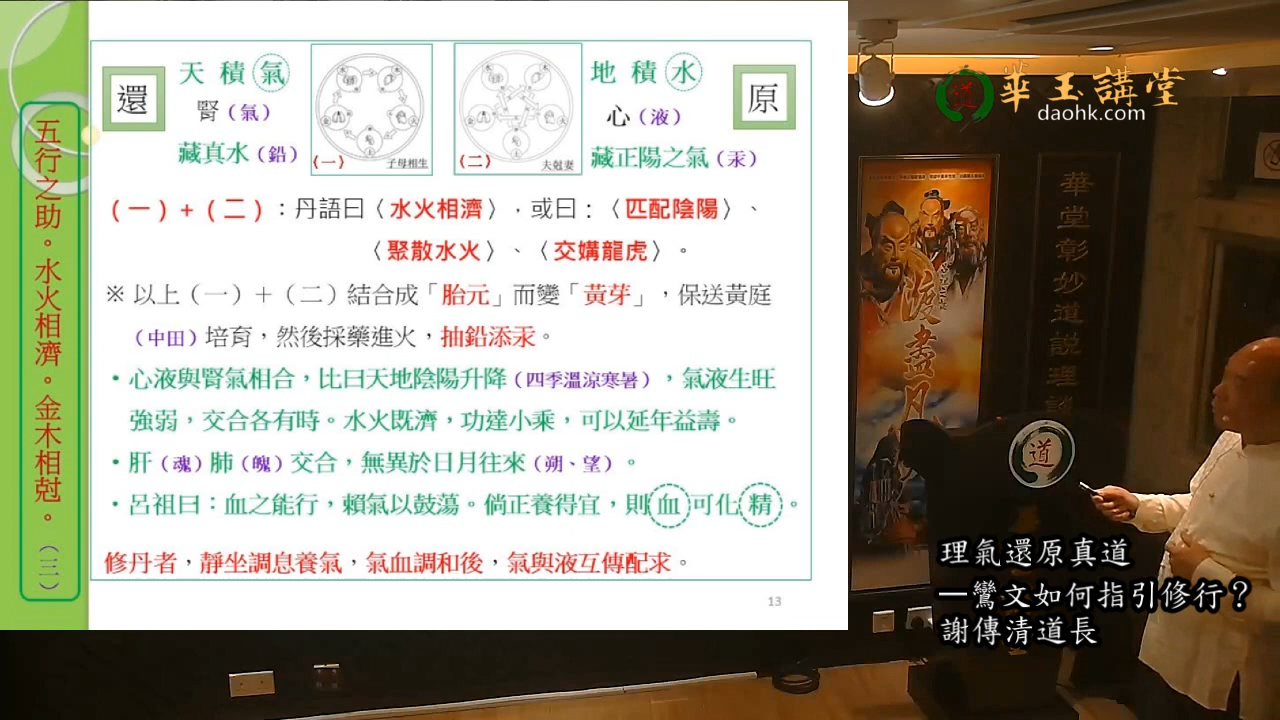 五行之助。水火相濟。金木相尅。（三）
還
天積氣
腎（氣）
藏真水（鉛）
（一）
子母相生
（二）
夫尅妻
地積水
心（液）
藏正陽之氣（汞）
原
（一）+（二）：丹語曰〈水火相濟〉，或曰：〈匹配陰陽〉、
〈聚散水火〉、〈交媾龍虎〉。
※ 以上（一）＋（二）結合成「胎元」而變「黃芽」，保送黃庭
（中田）培育，然後採藥進火，抽鉛添汞。
・心液與腎氣相合，比曰天地陰陽升降（四季溫涼寒暑），氣液生旺
強弱，交合各有時。水火既濟，功達小乘，可以延年益壽。
・肝（魂）肺（魄）交合，無異於日月往來（朔、望）。
・呂祖曰：血之能行，賴氣以鼓蕩。倘正養得宜，則血可化精。
修丹者，靜坐調息養氣，氣血調和後，氣與液互傳配求。
13
道
華玉講堂
daohk.com
渡盡
華堂彰妙道說理談
道
理氣還原真道
—鸞文如何指引修行？
謝傳清道長